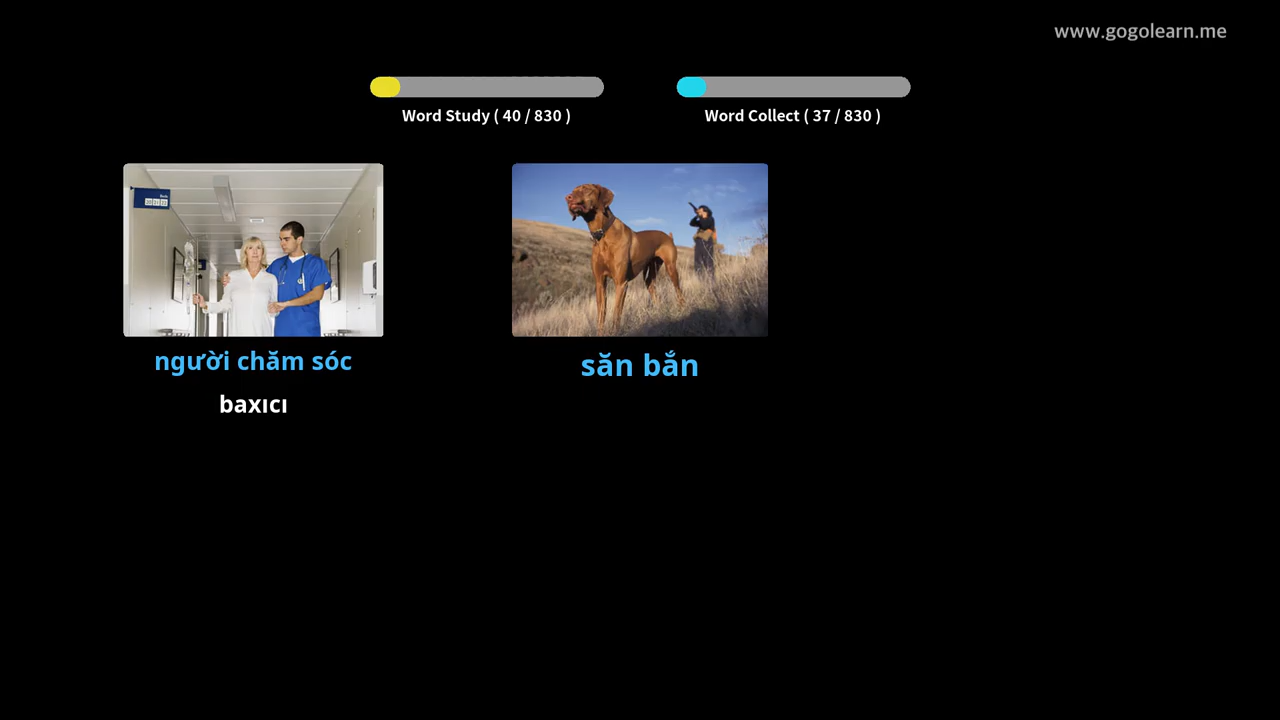 www.gogolearn.me
Word Study ( 40 / 830 )
Word Collect ( 37 / 830 )
người chăm sóc
săn bắn
baxıcı